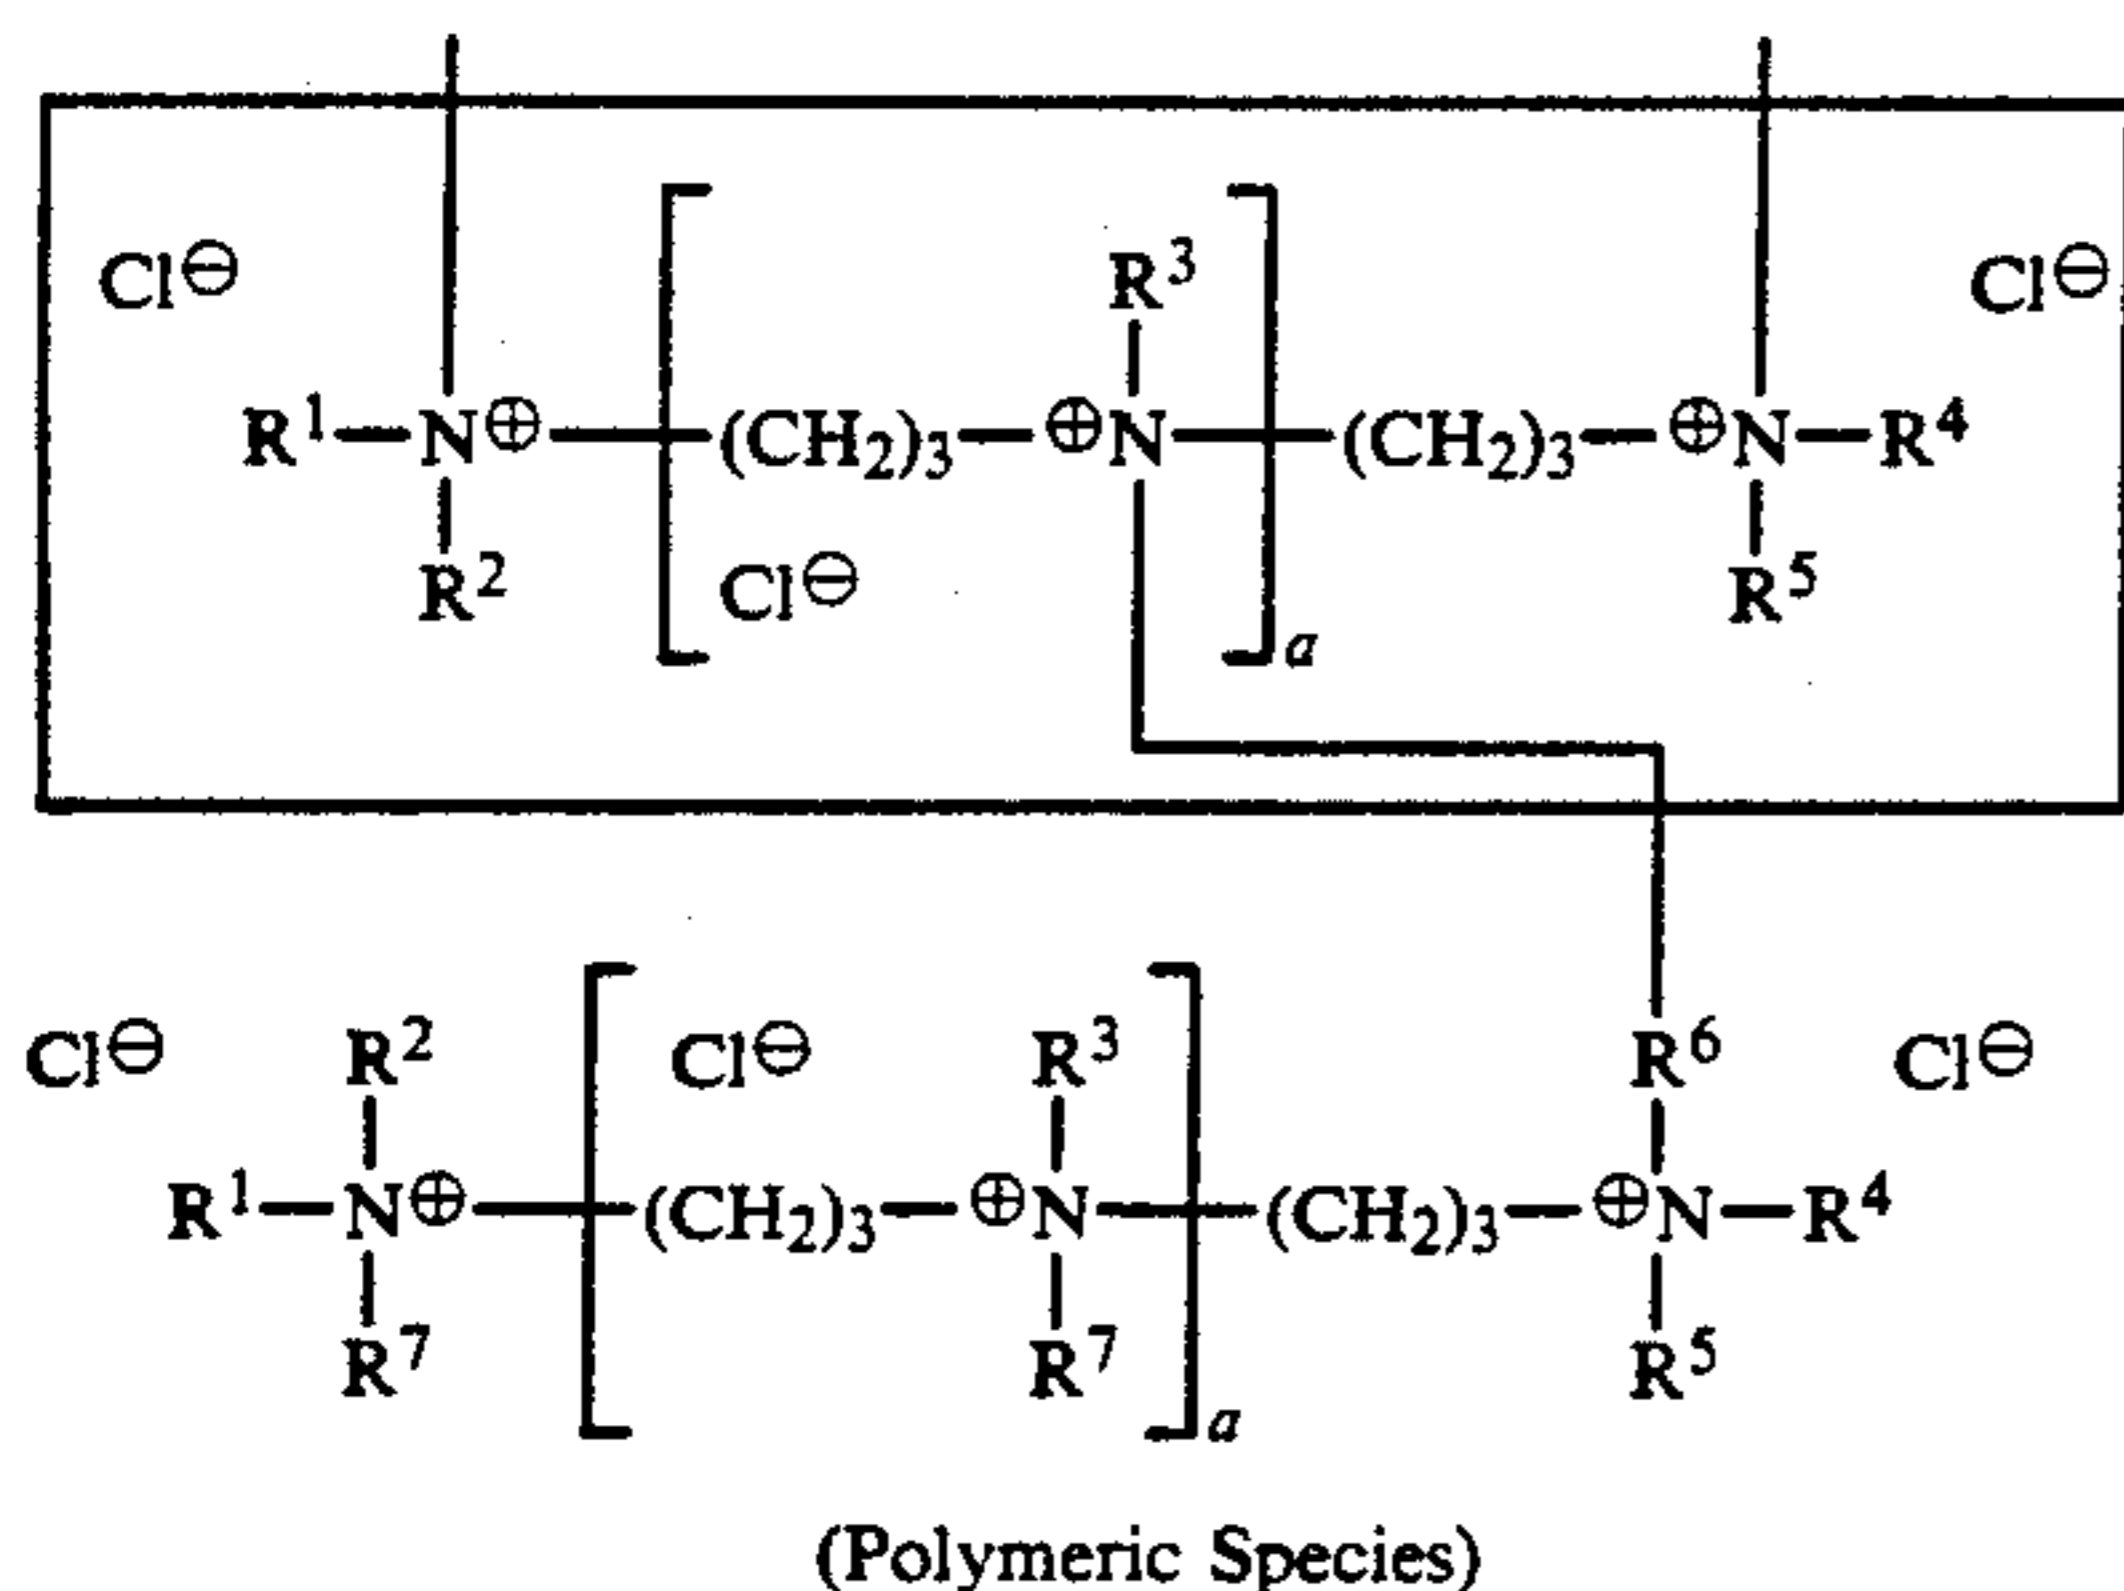 Cl⊖ R³ Cl⊖
R¹—N⊕—[(CH₂)₃—⊕N—]ₐ(CH₂)₃—⊕N—R⁴
R² Cl⊖ R⁵
Cl⊖ R² Cl⊖ R³ R⁶ Cl⊖
R¹—N⊕—[(CH₂)₃—⊕N—]ₐ(CH₂)₃—⊕N—R⁴
R⁷ R⁷ R⁵
(Polymeric Species)